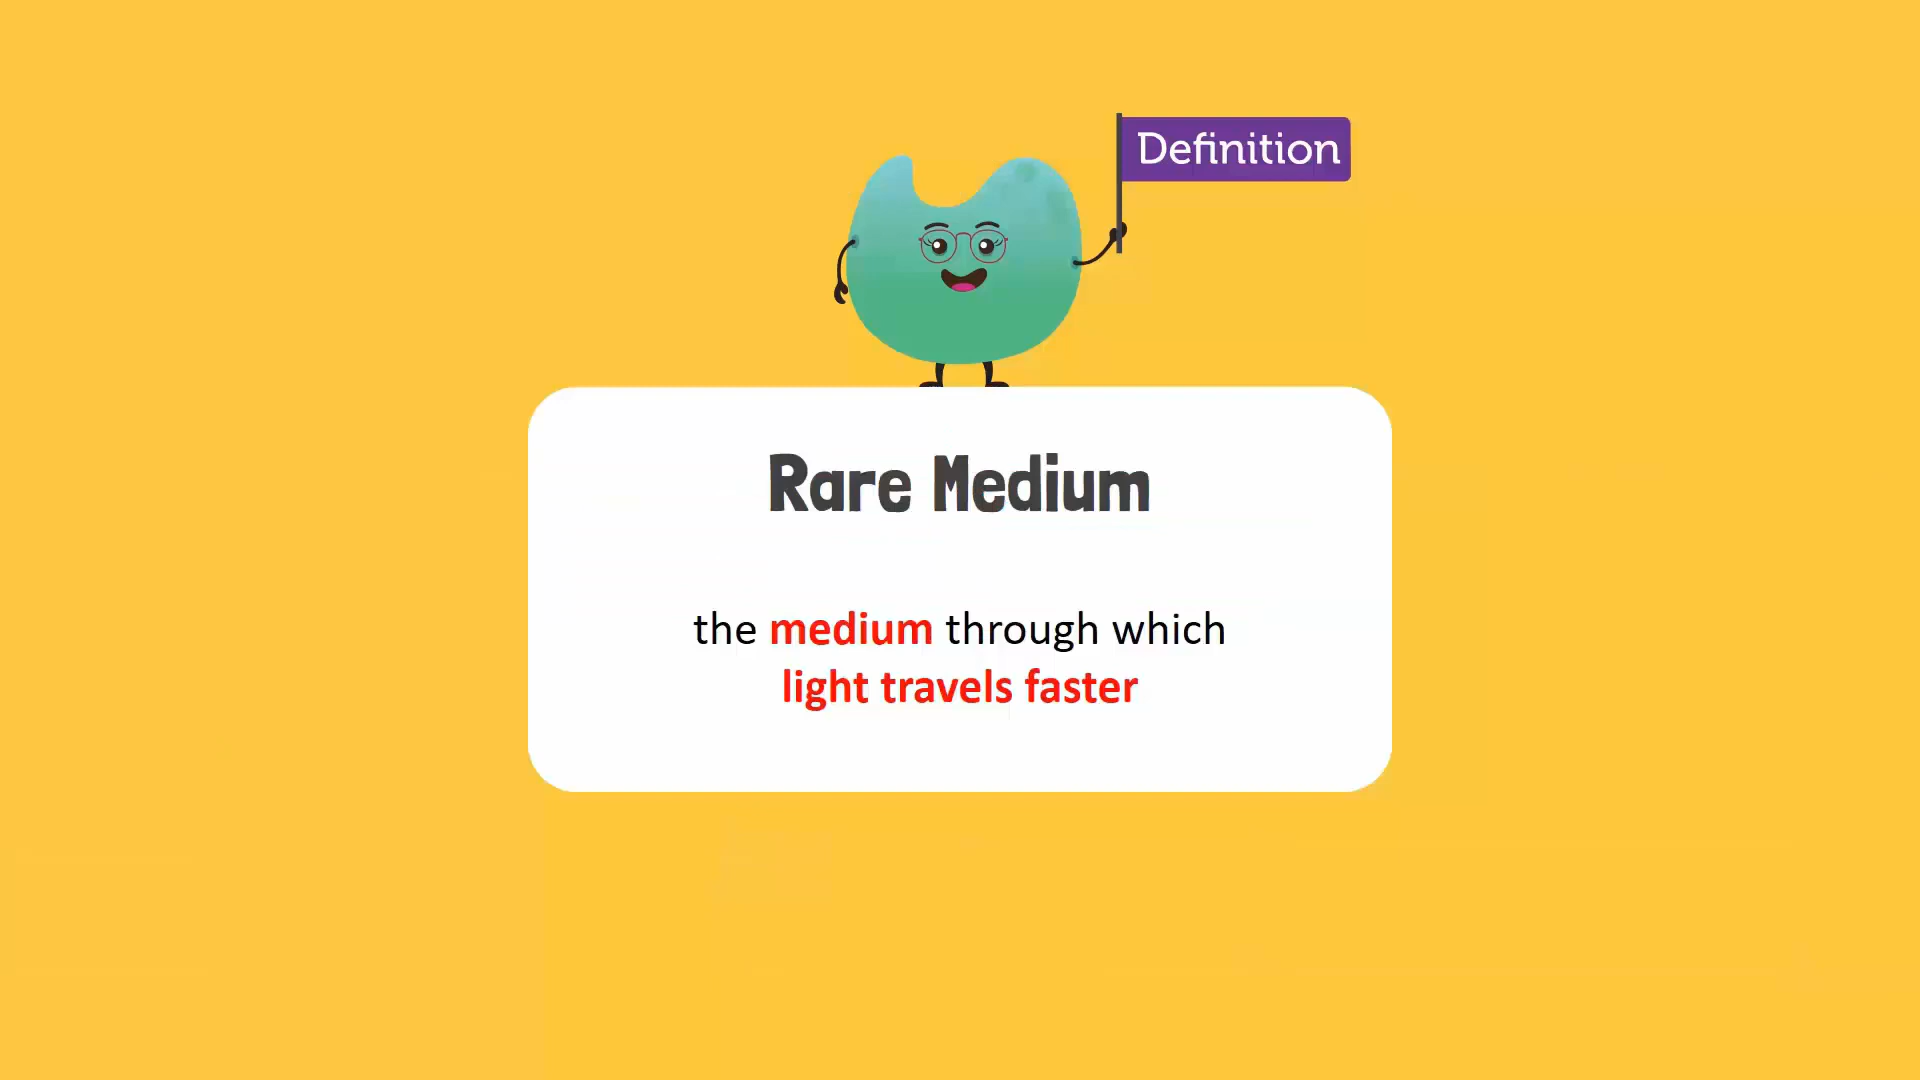 Definition
Rare Medium
the medium through which
light travels faster